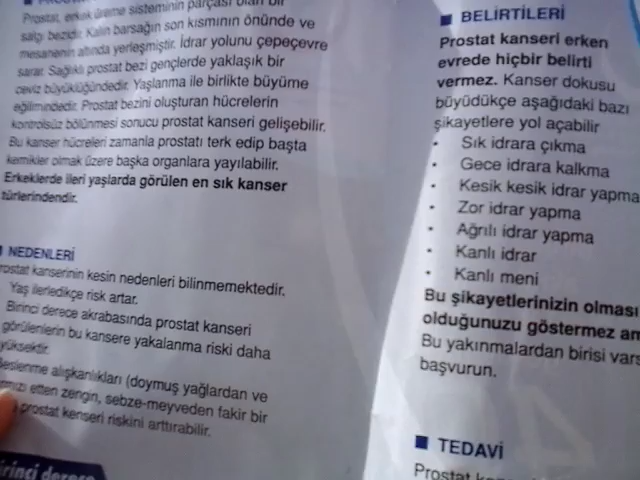 Prostat, erkek üreme sisteminin parçası olan bir
salgı bezidir. Kalın barsağın son kısmının önünde ve
mesanenin altında yerleşmiştir. İdrar yolunu çepeçevre
sarar. Sağlıklı prostat bezi gençlerde yaklaşık bir
ceviz büyüklüğündedir. Yaşlanma ile birlikte büyüme
eğilimindedir. Prostat bezini oluşturan hücrelerin
kontrolsüz bölünmesi sonucu prostat kanseri gelişebilir.
Bu kanser hücreleri zamanla prostatı terk edip başta
kemikler olmak üzere başka organlara yayılabilir.
Erkeklerde ileri yaşlarda görülen en sık kanser
türlerindendir.
NEDENLERİ
rostat kanserinin kesin nedenleri bilinmemektedir.
Yaş ilerledikçe risk artar.
Birinci derece akrabasında prostat kanseri
görülenlerin bu kansere yakalanma riski daha
yüksektir.
Beslenme alışkanlıkları (doymuş yağlardan ve
etten zengin, sebze-meyveden fakir bir
prostat kenseri riskini arttırabilir.
irinci derece
BELİRTİLERİ
Prostat kanseri erken
evrede hiçbir belirti
vermez. Kanser dokusu
büyüdükçe aşağıdaki bazı
şikayetlere yol açabilir
• Sık idrara çıkma
• Gece idrara kalkma
• Kesik kesik idrar yapma
• Zor idrar yapma
• Ağrılı idrar yapma
• Kanlı idrar
• Kanlı meni
Bu şikayetlerinizin olması
olduğunuzu göstermez am
Bu yakınmalardan birisi vars
başvurun.
TEDAVİ
Prostat